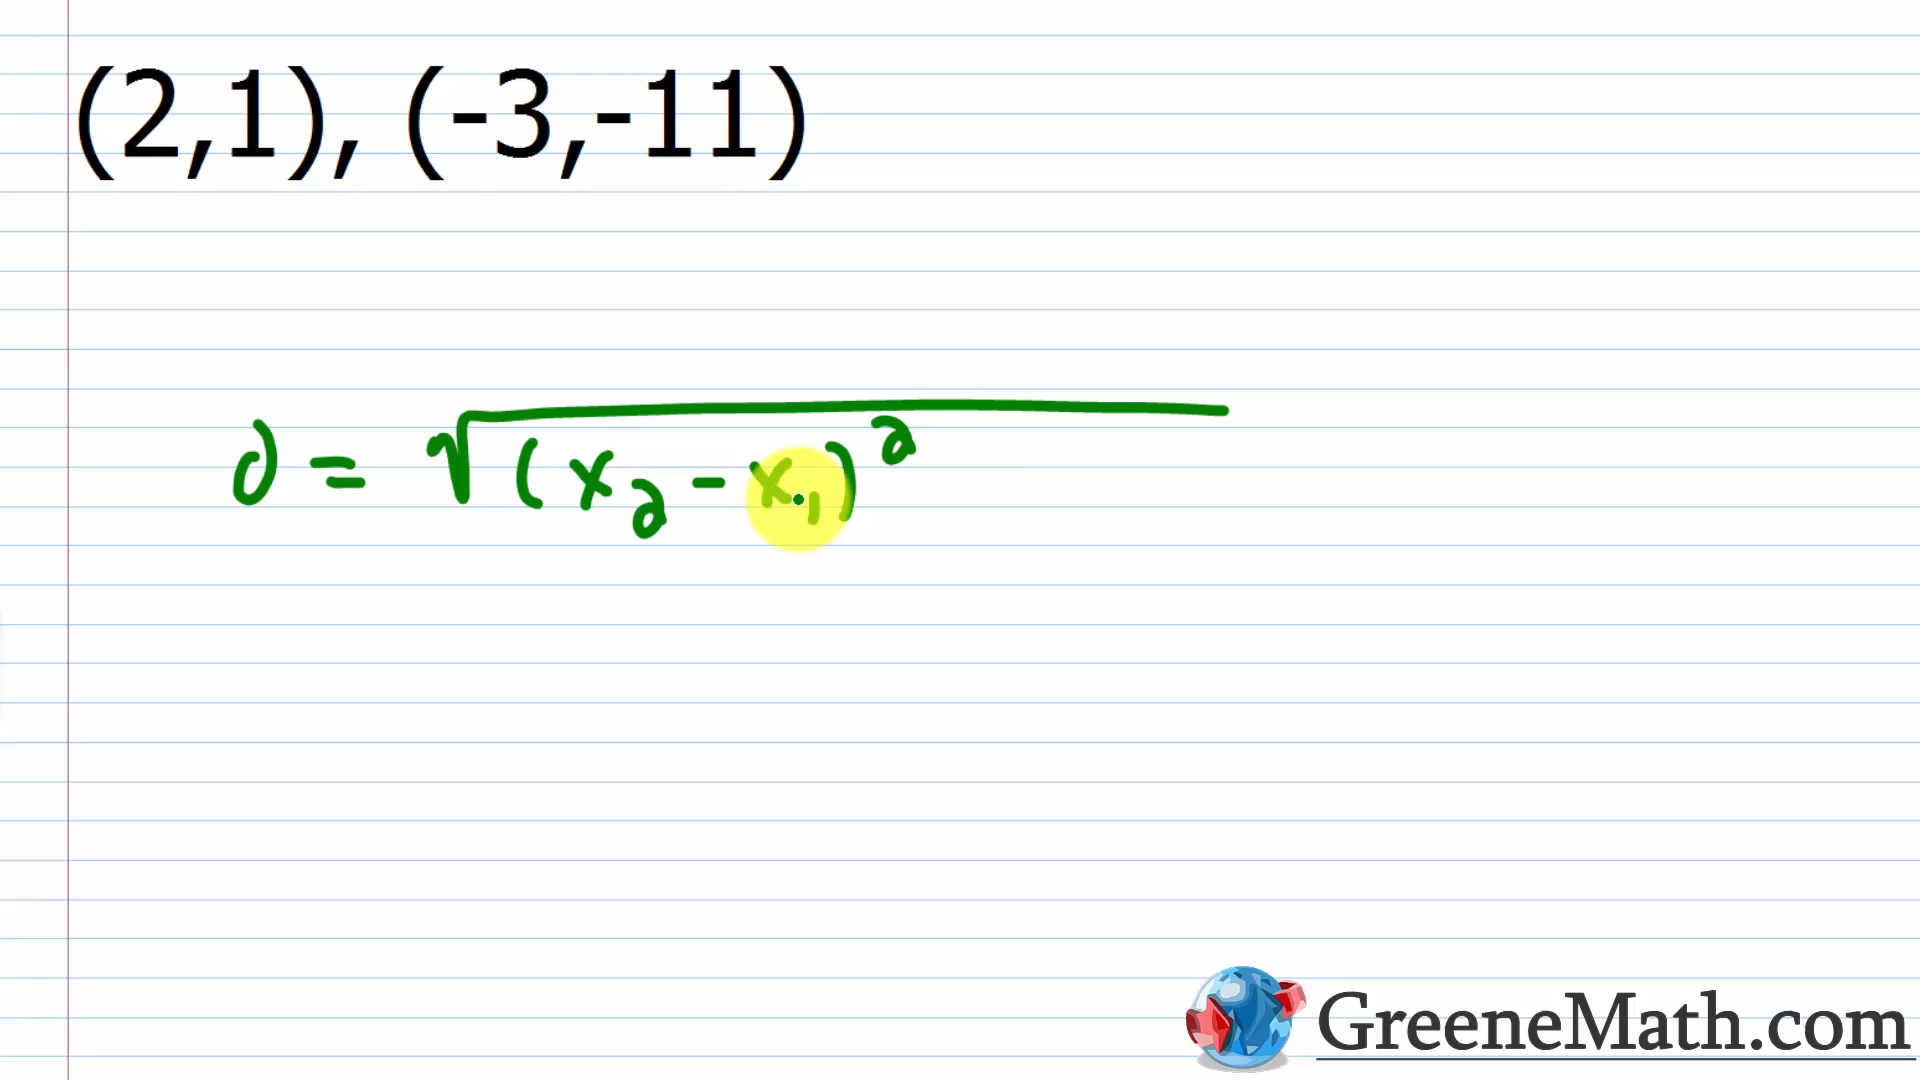 (2,1), (-3,-11)
d = √(x₂ - x₁)²
GreeneMath.com